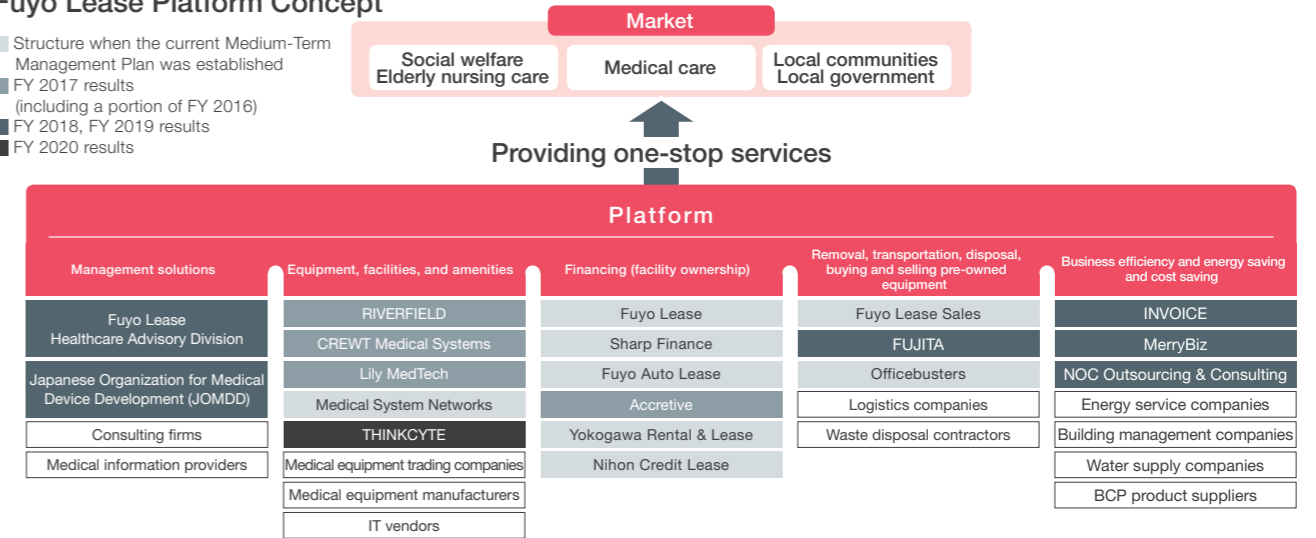 Fuyo Lease Platform Concept
Structure when the current Medium-Term
Management Plan was established
FY 2017 results
(including a portion of FY 2016)
FY 2018, FY 2019 results
FY 2020 results
Market
Social welfare
Elderly nursing care
Medical care
Local communities
Local government
Providing one-stop services
Platform
Management solutions
Fuyo Lease
Healthcare Advisory Division
Japanese Organization for Medical
Device Development (JOMDD)
Consulting firms
Medical information providers
Equipment, facilities, and amenities
RIVERFIELD
CREWT Medical Systems
Lily MedTech
Medical System Networks
THINKCYTE
Medical equipment trading companies
Medical equipment manufacturers
IT vendors
Financing (facility ownership)
Fuyo Lease
Sharp Finance
Fuyo Auto Lease
Accretive
Yokogawa Rental & Lease
Nihon Credit Lease
Removal, transportation, disposal,
buying and selling pre-owned
equipment
Fuyo Lease Sales
FUJITA
Officebusters
Logistics companies
Waste disposal contractors
Business efficiency and energy saving
and cost saving
INVOICE
MerryBiz
NOC Outsourcing & Consulting
Energy service companies
Building management companies
Water supply companies
BCP product suppliers